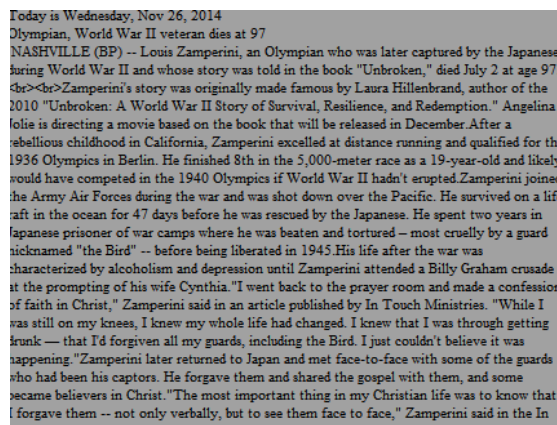 Today is Wednesday, Nov 26, 2014
Olympian, World War II veteran dies at 97
NASHVILLE (BP) -- Louis Zamperini, an Olympian who was later captured by the Japanese
during World War II and whose story was told in the book "Unbroken," died July 2 at age 97
<br><br>Zamperini's story was originally made famous by Laura Hillenbrand, author of the
2010 "Unbroken: A World War II Story of Survival, Resilience, and Redemption." Angelina
Jolie is directing a movie based on the book that will be released in December.After a
rebellious childhood in California, Zamperini excelled at distance running and qualified for th
1936 Olympics in Berlin. He finished 8th in the 5,000-meter race as a 19-year-old and likely
would have competed in the 1940 Olympics if World War II hadn't erupted.Zamperini joine
the Army Air Forces during the war and was shot down over the Pacific. He survived on a lif
raft in the ocean for 47 days before he was rescued by the Japanese. He spent two years in
Japanese prisoner of war camps where he was beaten and tortured – most cruelly by a guard
nicknamed "the Bird" -- before being liberated in 1945.His life after the war was
characterized by alcoholism and depression until Zamperini attended a Billy Graham crusade
at the prompting of his wife Cynthia."I went back to the prayer room and made a confession
of faith in Christ," Zamperini said in an article published by In Touch Ministries. "While I
was still on my knees, I knew my whole life had changed. I knew that I was through getting
drunk — that I'd forgiven all my guards, including the Bird. I just couldn't believe it was
happening."Zamperini later returned to Japan and met face-to-face with some of the guards
who had been his captors. He forgave them and shared the gospel with them, and some
became believers in Christ."The most important thing in my Christian life was to know that
I forgave them -- not only verbally, but to see them face to face," Zamperini said in the In